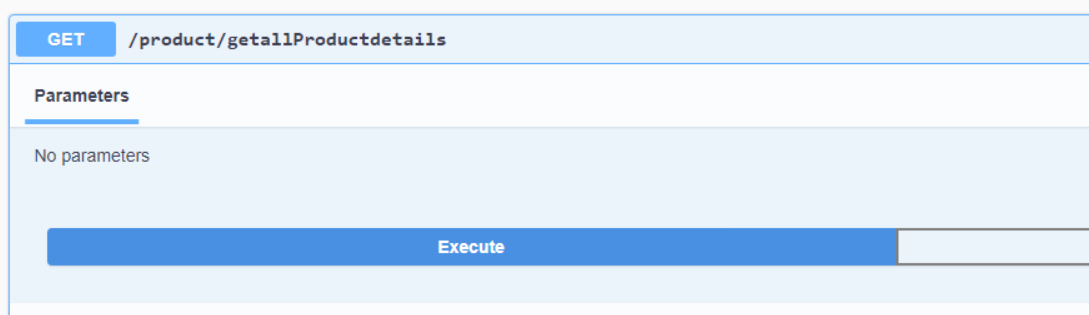 GET /product/getallProductdetails
Parameters
No parameters
Execute